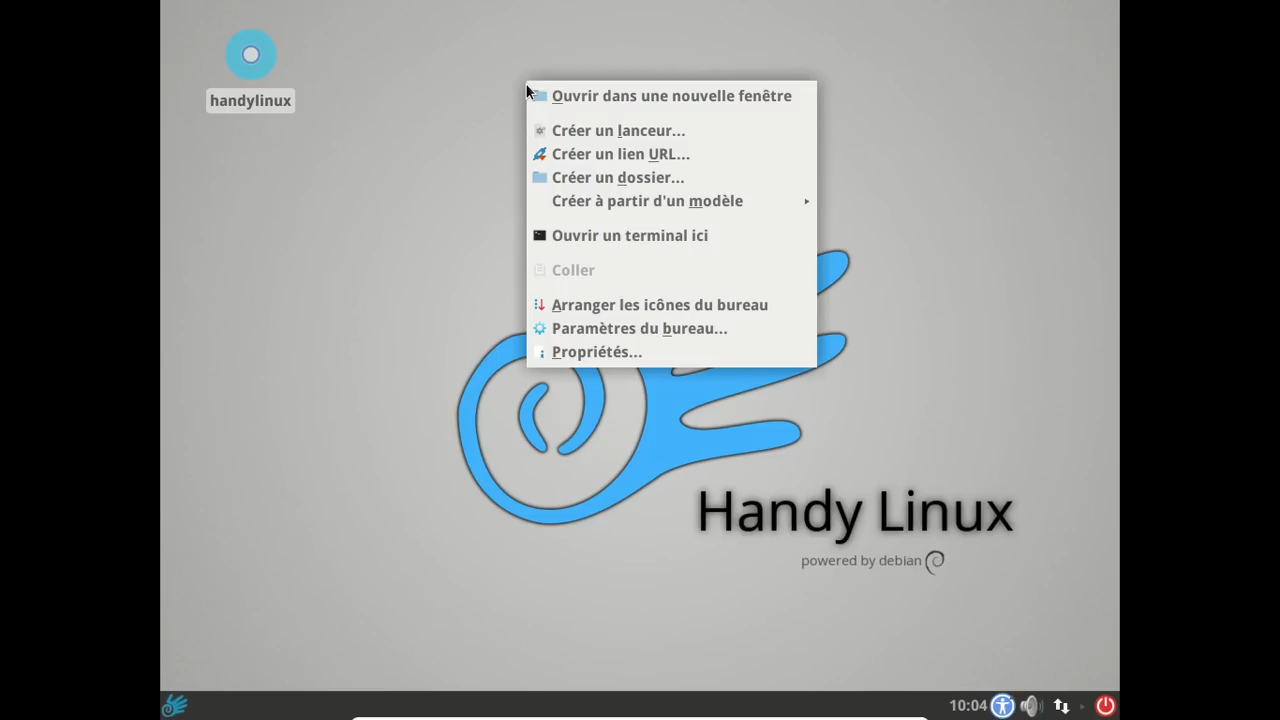 handylinux
Ouvrir dans une nouvelle fenêtre
Créer un lanceur...
Créer un lien URL...
Créer un dossier...
Créer à partir d'un modèle
Ouvrir un terminal ici
Coller
Arranger les icônes du bureau
Paramètres du bureau...
Propriétés...
Handy Linux
powered by debian
10:04